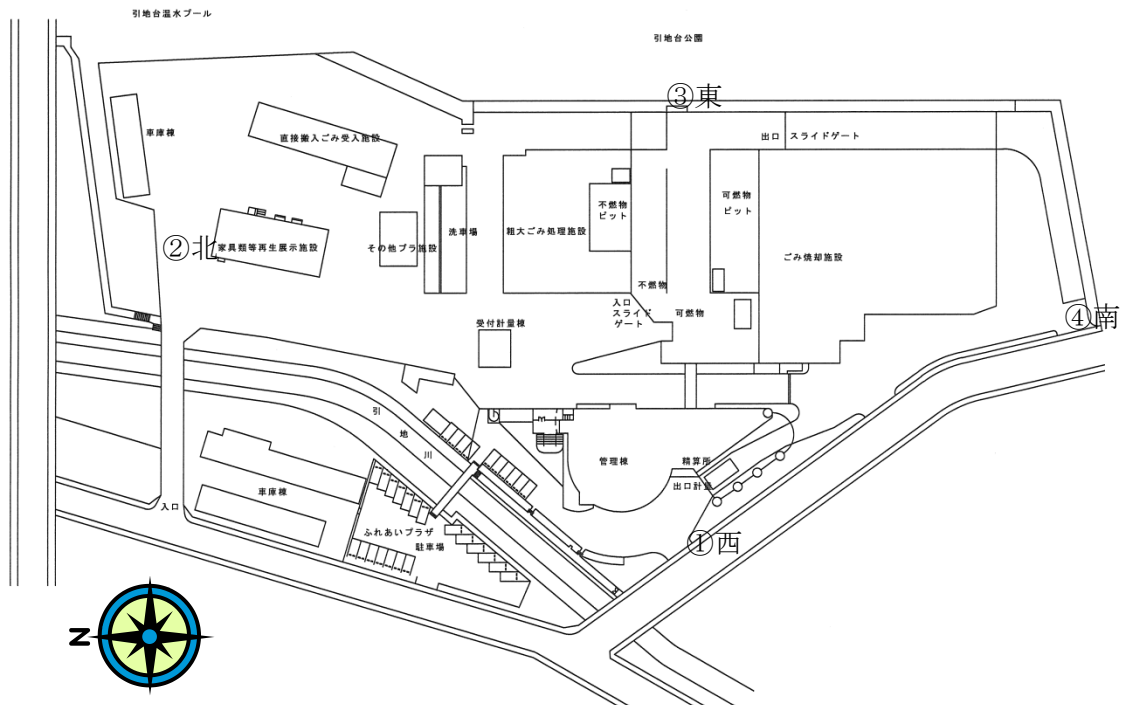 引地台温水プール
引地台公園
③東
車庫棟
直接搬入ごみ受入施設
出口 スライドゲート
不燃物
ピット
可燃物
ピット
②北
家具類等再生展示施設
その他プラ施設
洗車場
粗大ごみ処理施設
ごみ焼却施設
不燃物
入口
スライド
ゲート
可燃物
④南
受付計量棟
引地川
管理棟
精算所
出口計量
車庫棟
入口
ふれあいプラザ
駐車場
①西
N